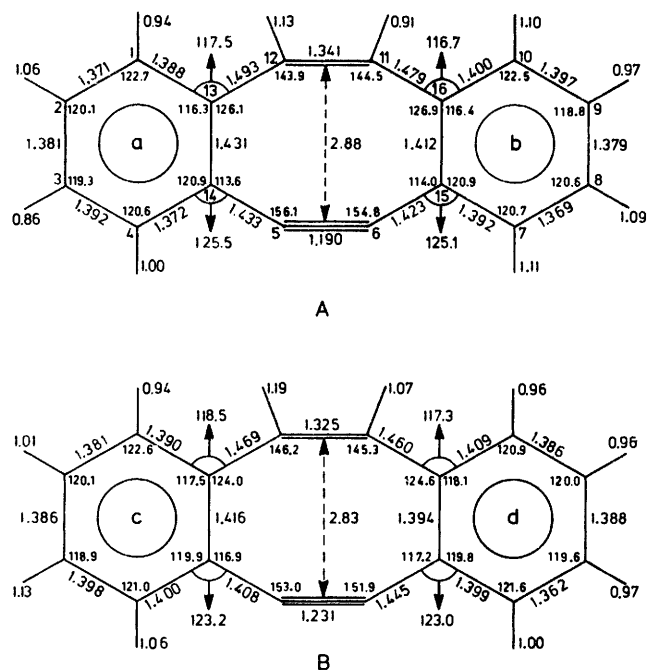 0.94 1.13 0.91 1.10
1 117.5 12 1.341 11 116.7 10
1.06 1.371 122.7 1.388 1.493 143.9 144.5 1.479 1.400 122.5 1.397 0.97
2 13 16 9
120.1 116.3 126.1 126.9 116.4 118.8
1.381 a 1.431 2.88 1.412 b 1.379
3 119.3 120.9 113.6 114.0 120.9 120.6 8
14 15
0.86 1.392 120.6 1.372 1.433 156.1 154.8 1.423 1.392 120.7 1.369 1.09
4 5 1.190 6 7
125.5 125.1
1.00 1.11
A
0.94 1.19 1.07 0.96
118.5 1.325 117.3
1.01 1.381 122.6 1.390 1.469 146.2 145.3 1.460 1.409 120.9 1.386 0.96
120.1 117.5 124.0 124.6 118.1 120.0
1.386 c 1.416 2.83 1.394 d 1.388
118.9 119.9 116.9 117.2 119.8 119.6
1.13 1.398 121.0 1.400 1.408 153.0 151.9 1.445 1.399 121.6 1.362 0.97
1.231
123.2 123.0
1.06 1.00
B